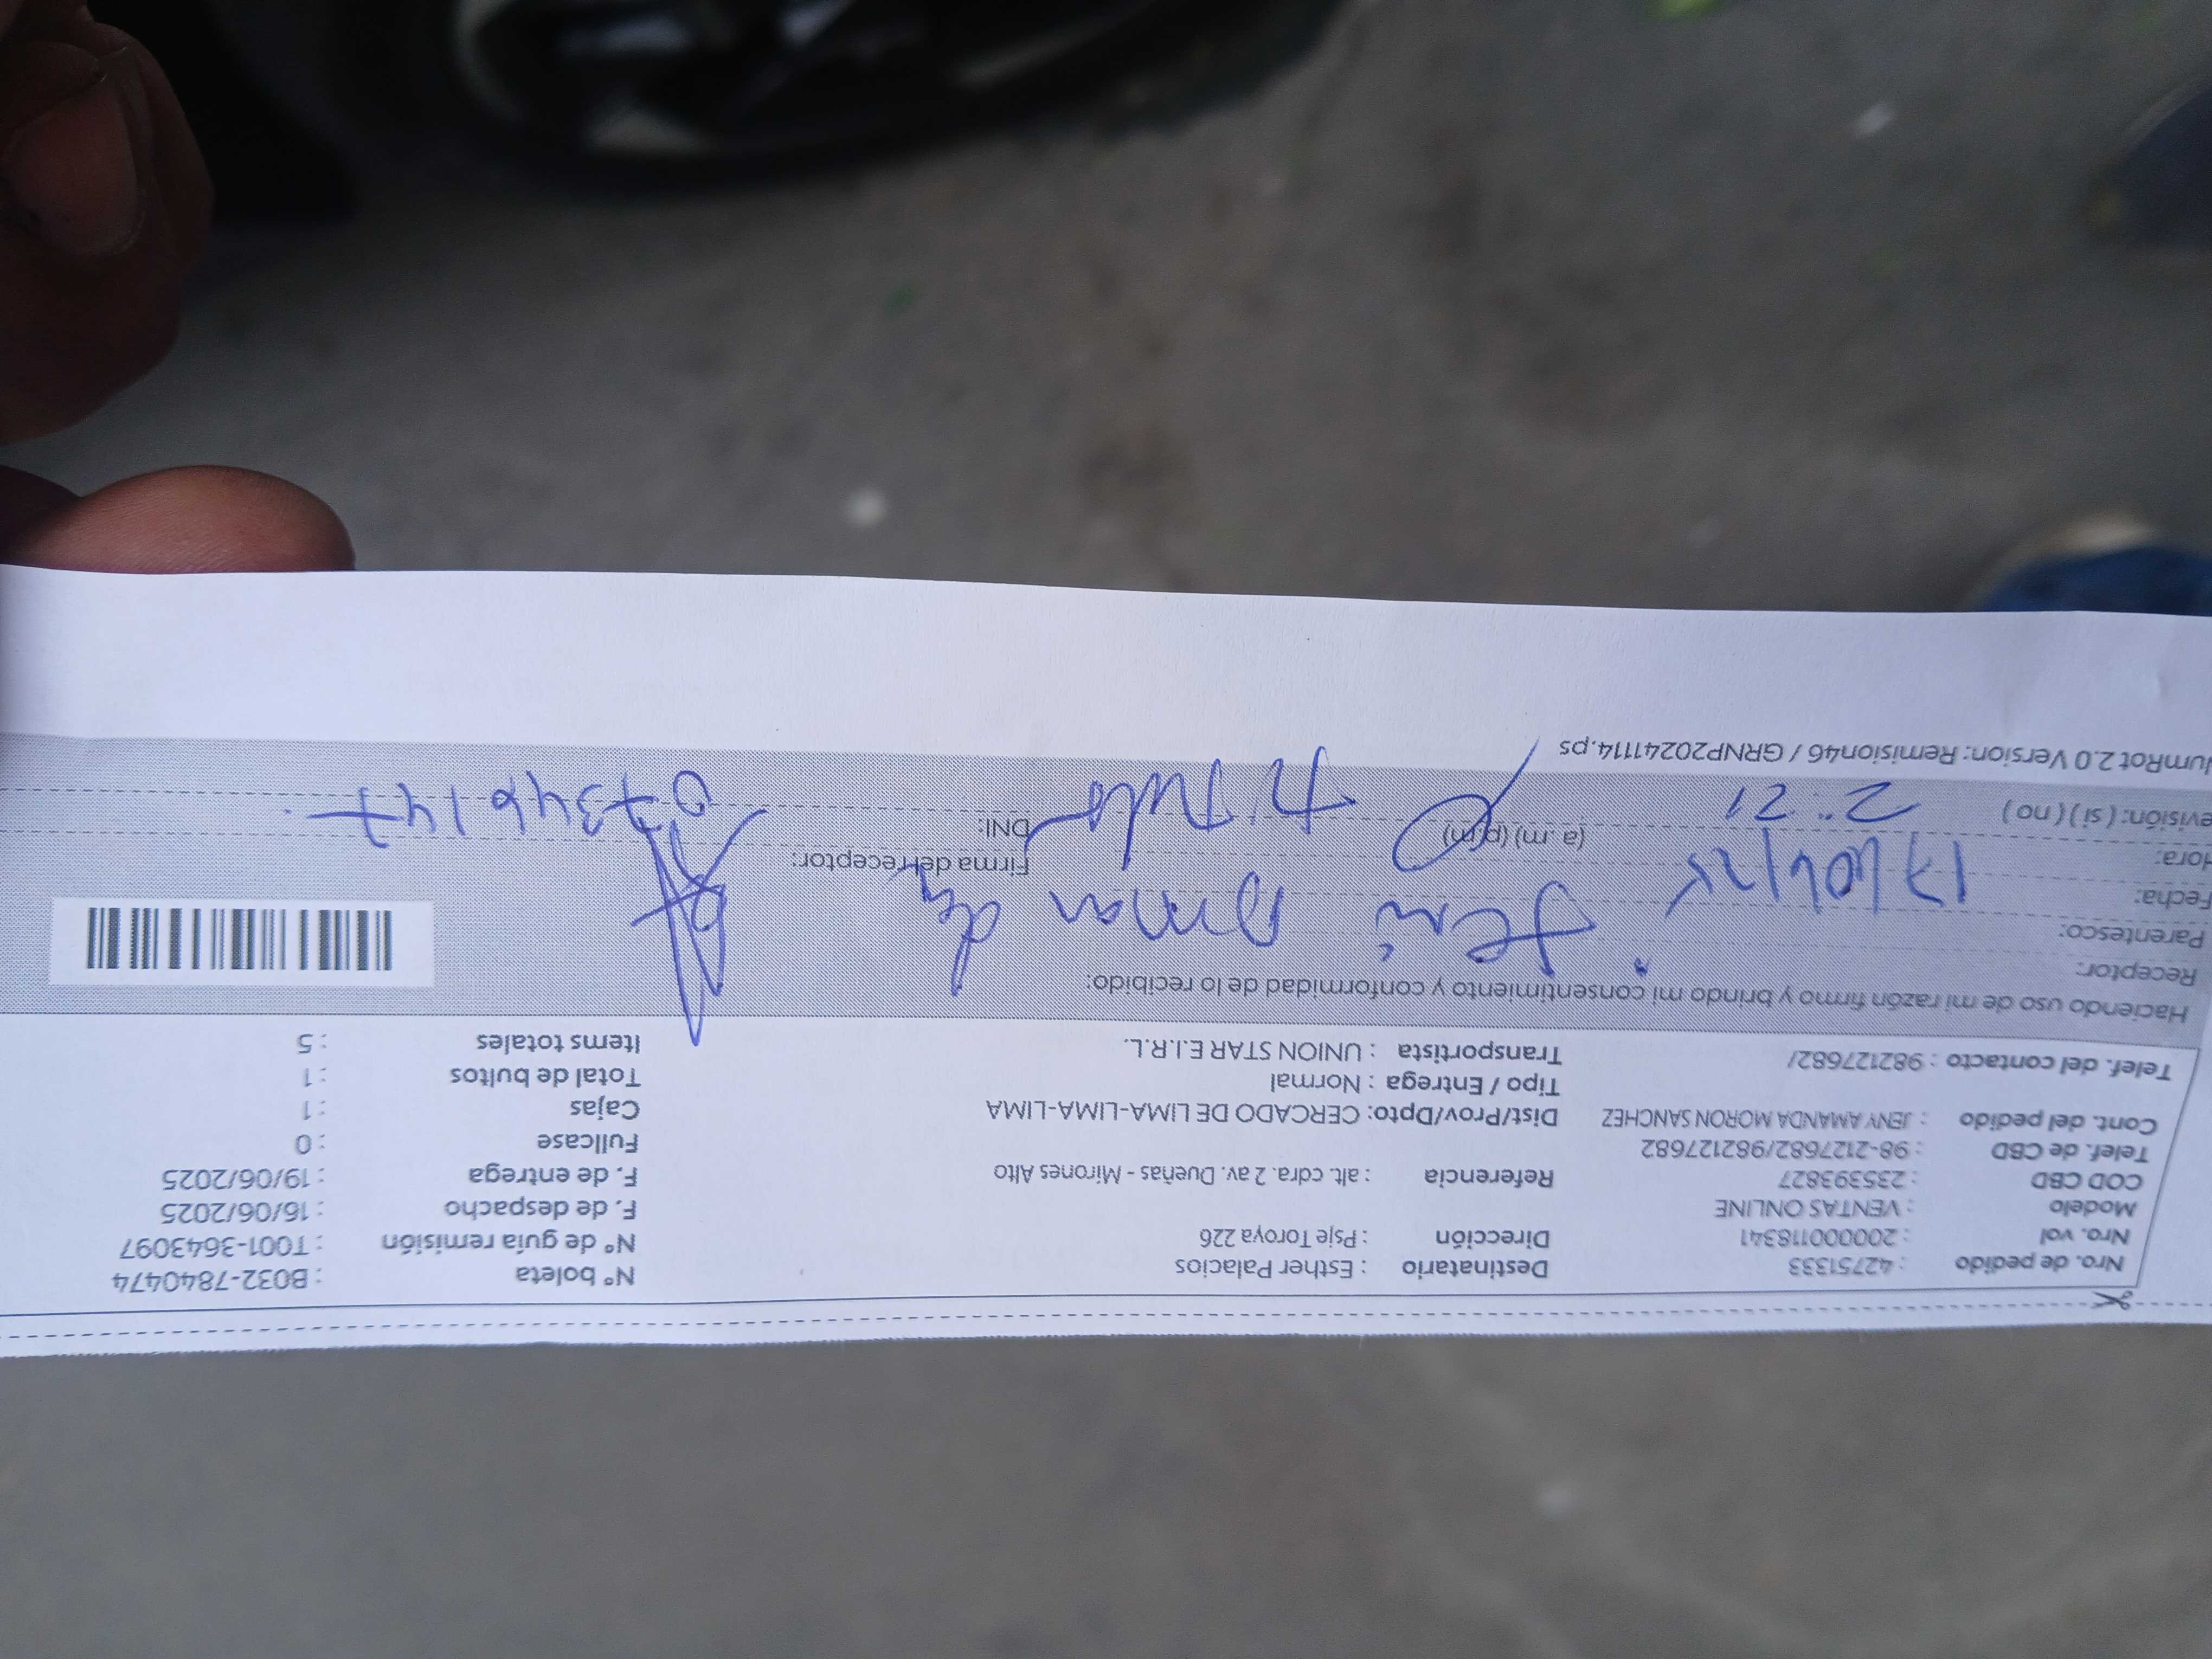 Nro. de pedido : 42751333 Destinatario : Esther Palacios N° boleta : B032-7840474
Nro. vol : 20000118341 Dirección : Psje Toroya 226 N° de guía remisión : T001-3643097
Modelo : VENTAS ONLINE F. de despacho : 16/06/2025
COD CBD : 235393827 Referencia : alt. cdra. 2 av. Dueñas - Mirones Alto F. de entrega : 19/06/2025
Telef. de CBD : 98-2127682/982127682 Fullcase : 0
Cont. del pedido : JENY AMANDA MORON SANCHEZ Dist/Prov/Dpto: CERCADO DE LIMA-LIMA-LIMA Cajas : 1
Tipo / Entrega : Normal Total de bultos : 1
Telef. del contacto : 982127682/ Transportista : UNION STAR E.I.R.L. Items totales : 5
Haciendo uso de mi razón firmo y brindo mi consentimiento y conformidad de lo recibido:
Receptor:
Parentesco:
Fecha: 17/06/25 Firma del receptor:
Hora: 2:21 (a.m) (p.m) Titular DNI: 07346147
evisión: ( si ) ( no )
umRot 2.0 Version: Remision46 / GRNP20241114.ps